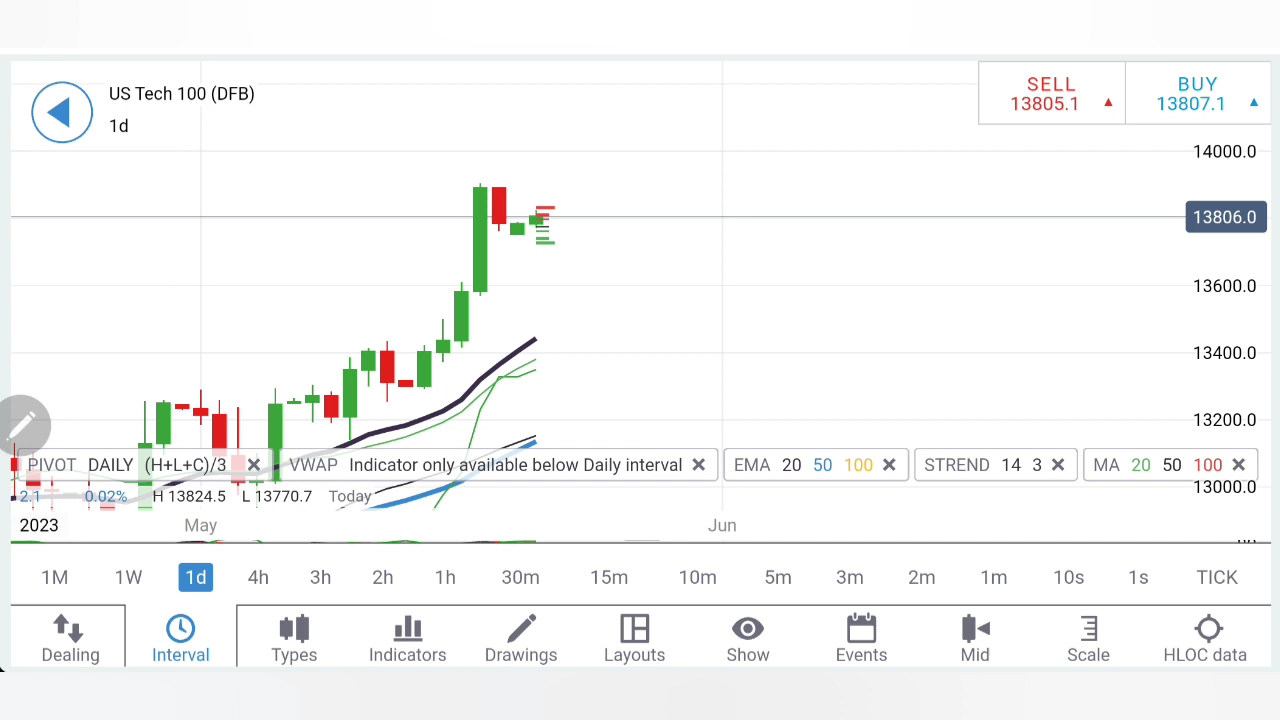 US Tech 100 (DFB)
1d
SELL
13805.1
BUY
13807.1
14000.0
13806.0
13600.0
13400.0
13200.0
13000.0
PIVOT DAILY (H+L+C)/3
VWAP Indicator only available below Daily interval
EMA 20 50 100
STREND 14 3
MA 20 50 100
2.1 0.02% H 13824.5 L 13770.7 Today
2023 May Jun
1M 1W 1d 4h 3h 2h 1h 30m 15m 10m 5m 3m 2m 1m 10s 1s TICK
Dealing Interval Types Indicators Drawings Layouts Show Events Mid Scale HLOC data